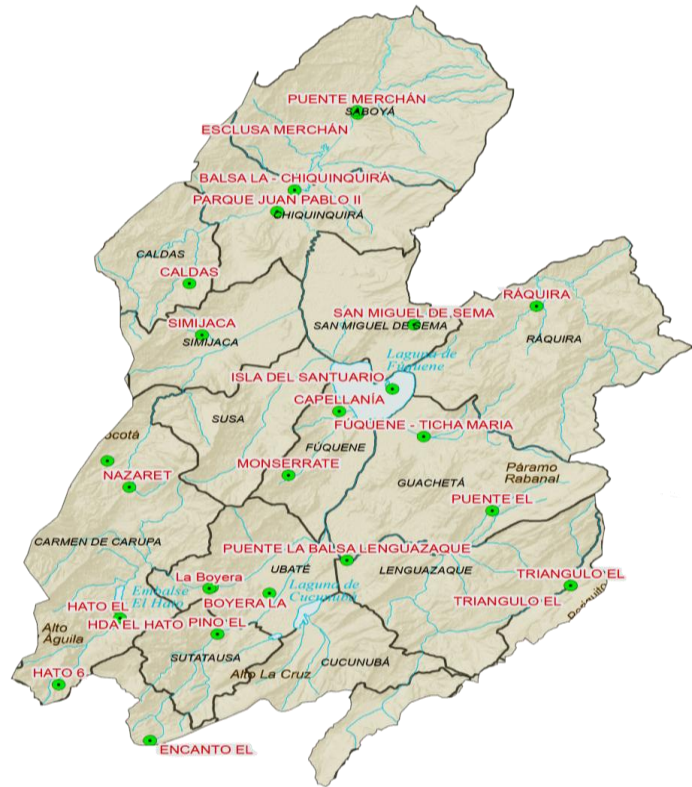 PUENTE MERCHÁN
SABOYÁ
ESCLUSA MERCHÁN
BALSA LA - CHIQUINQUIRÁ
PARQUE JUAN PABLO II
CHIQUINQUIRÁ
CALDAS
CALDAS
RÁQUIRA
SAN MIGUEL DE SEMA
SIMIJACA
SAN MIGUEL DE SEMA
SIMIJACA
RÁQUIRA
Laguna de
Fúquene
ISLA DEL SANTUARIO
CAPELLANÍA
SUSA
FÚQUENE - TICHA MARIA
ocotá
FÚQUENE
MONSERRATE
NAZARET
Páramo
Rabanal
GUACHETÁ
PUENTE EL
CARMEN DE CARUPA
PUENTE LA BALSA LENGUAZAQUE
UBATÉ
LENGUAZAQUE
La Boyera
TRIANGULO EL
Embalse
El Hato
Laguna de
Cucunubá
BOYERA LA
TRIANGULO EL
HATO EL
HDA EL HATO
PINO EL
Alto
Águila
SUTATAUSA
CUCUNUBÁ
HATO 6
Alto La Cruz
ENCANTO EL